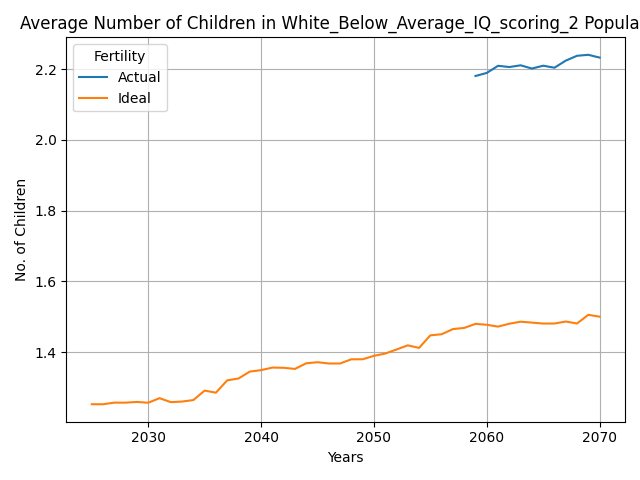 Average Number of Children in White_Below_Average_IQ_scoring_2 Popula
Fertility
Actual
Ideal
2.2
2.0
1.8
1.6
1.4
No. of Children
2030 2040 2050 2060 2070
Years